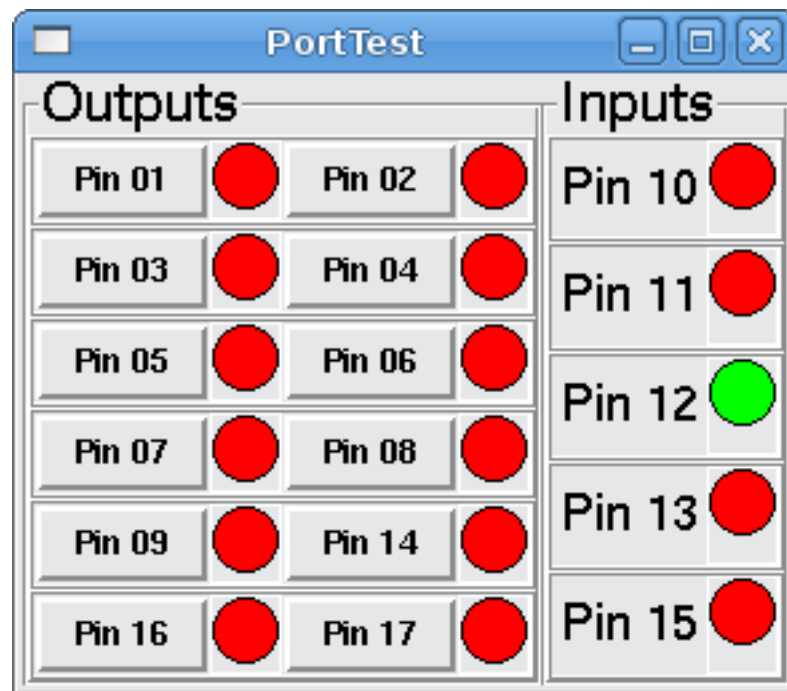 PortTest
Outputs
Inputs
Pin 01 Pin 02
Pin 03 Pin 04
Pin 05 Pin 06
Pin 07 Pin 08
Pin 09 Pin 14
Pin 16 Pin 17
Pin 10
Pin 11
Pin 12
Pin 13
Pin 15